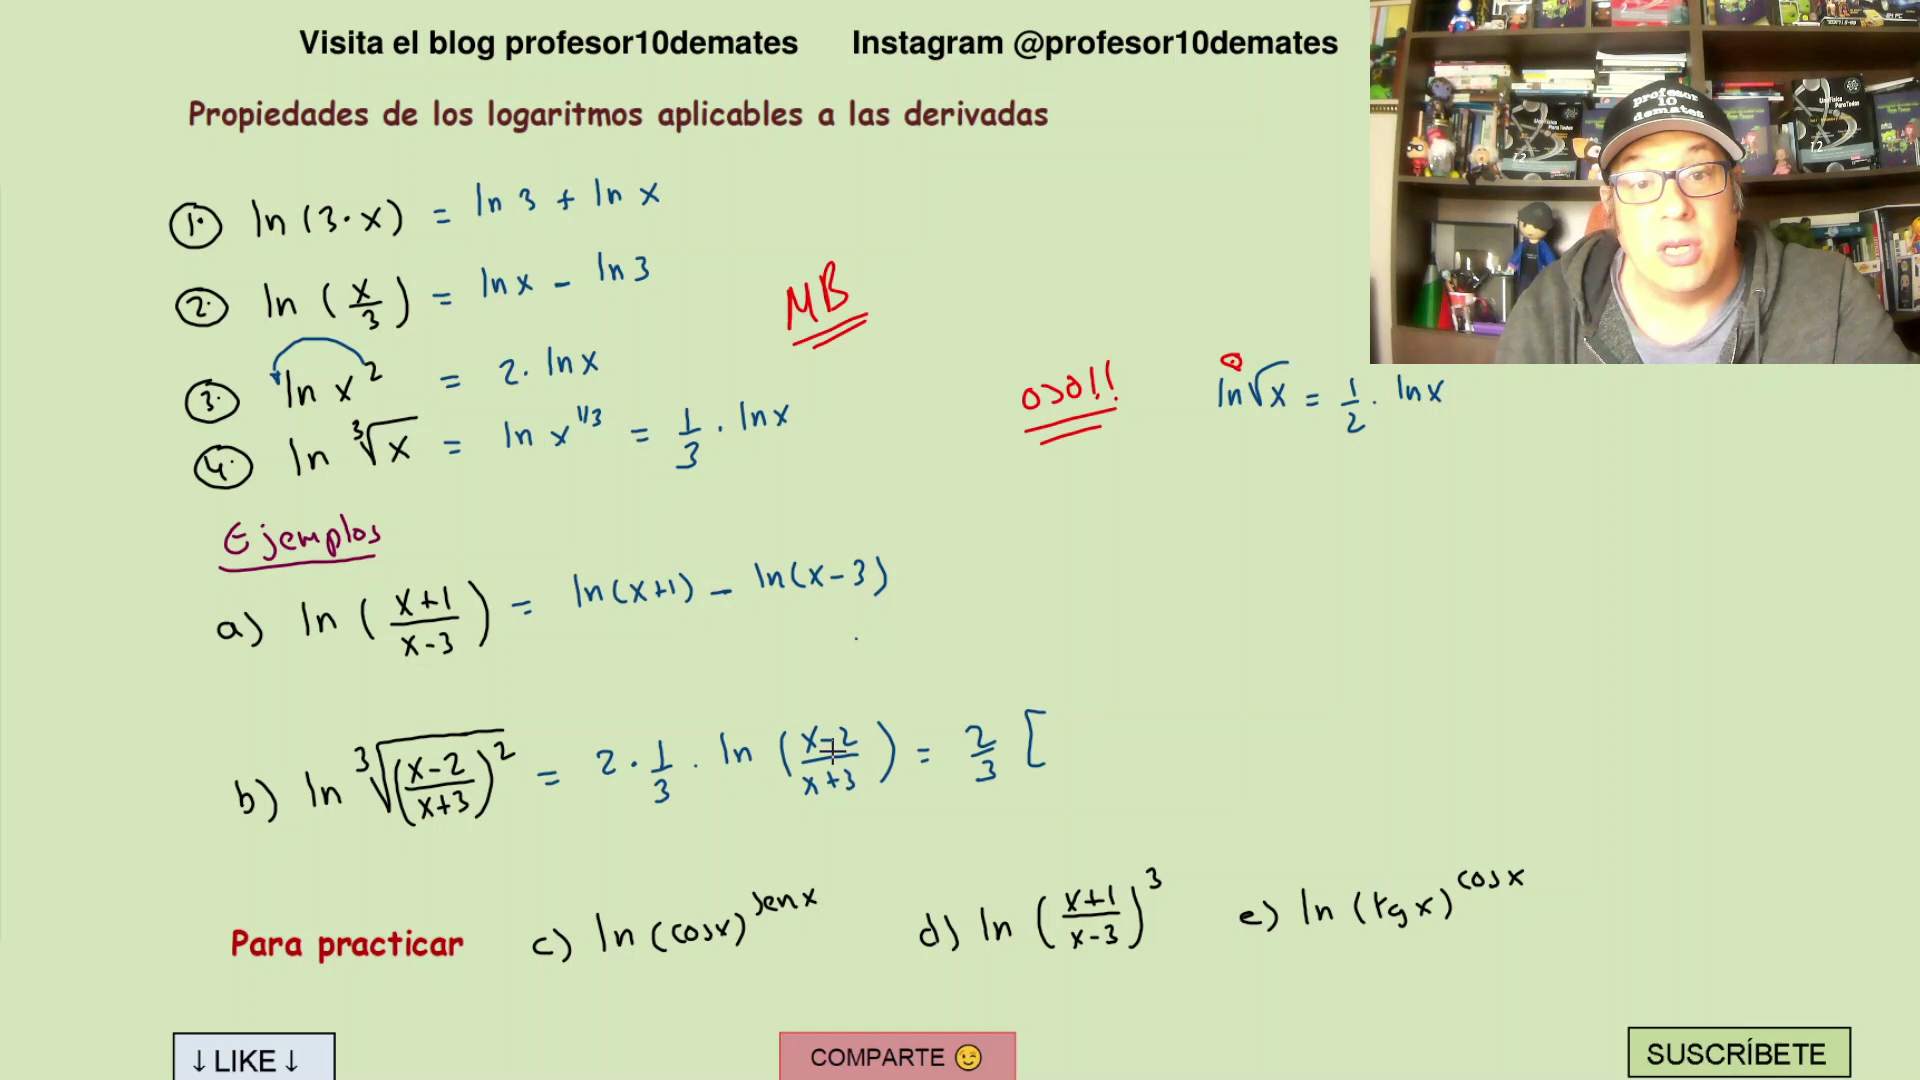 Visita el blog profesor10demates Instagram @profesor10demates
profesor
10
demates
Propiedades de los logaritmos aplicables a las derivadas
1. ln (3·x) = ln 3 + ln x
2. ln (x/3) = ln x - ln 3
MB
3. ln x² = 2· ln x
OJO!! ln√x = 1/2 · ln x
4. ln ³√x = ln x^1/3 = 1/3 · ln x
Ejemplos
a) ln (x+1/x-3) = ln(x+1) - ln(x-3)
b) ln ³√(x-2/x+3)² = 2·1/3 · ln (x-2/x+3) = 2/3 [
Para practicar c) ln (cosx)^senx d) ln (x+1/x-3)³ e) ln (tgx)^cosx
↓LIKE↓ COMPARTE 😉 SUSCRÍBETE